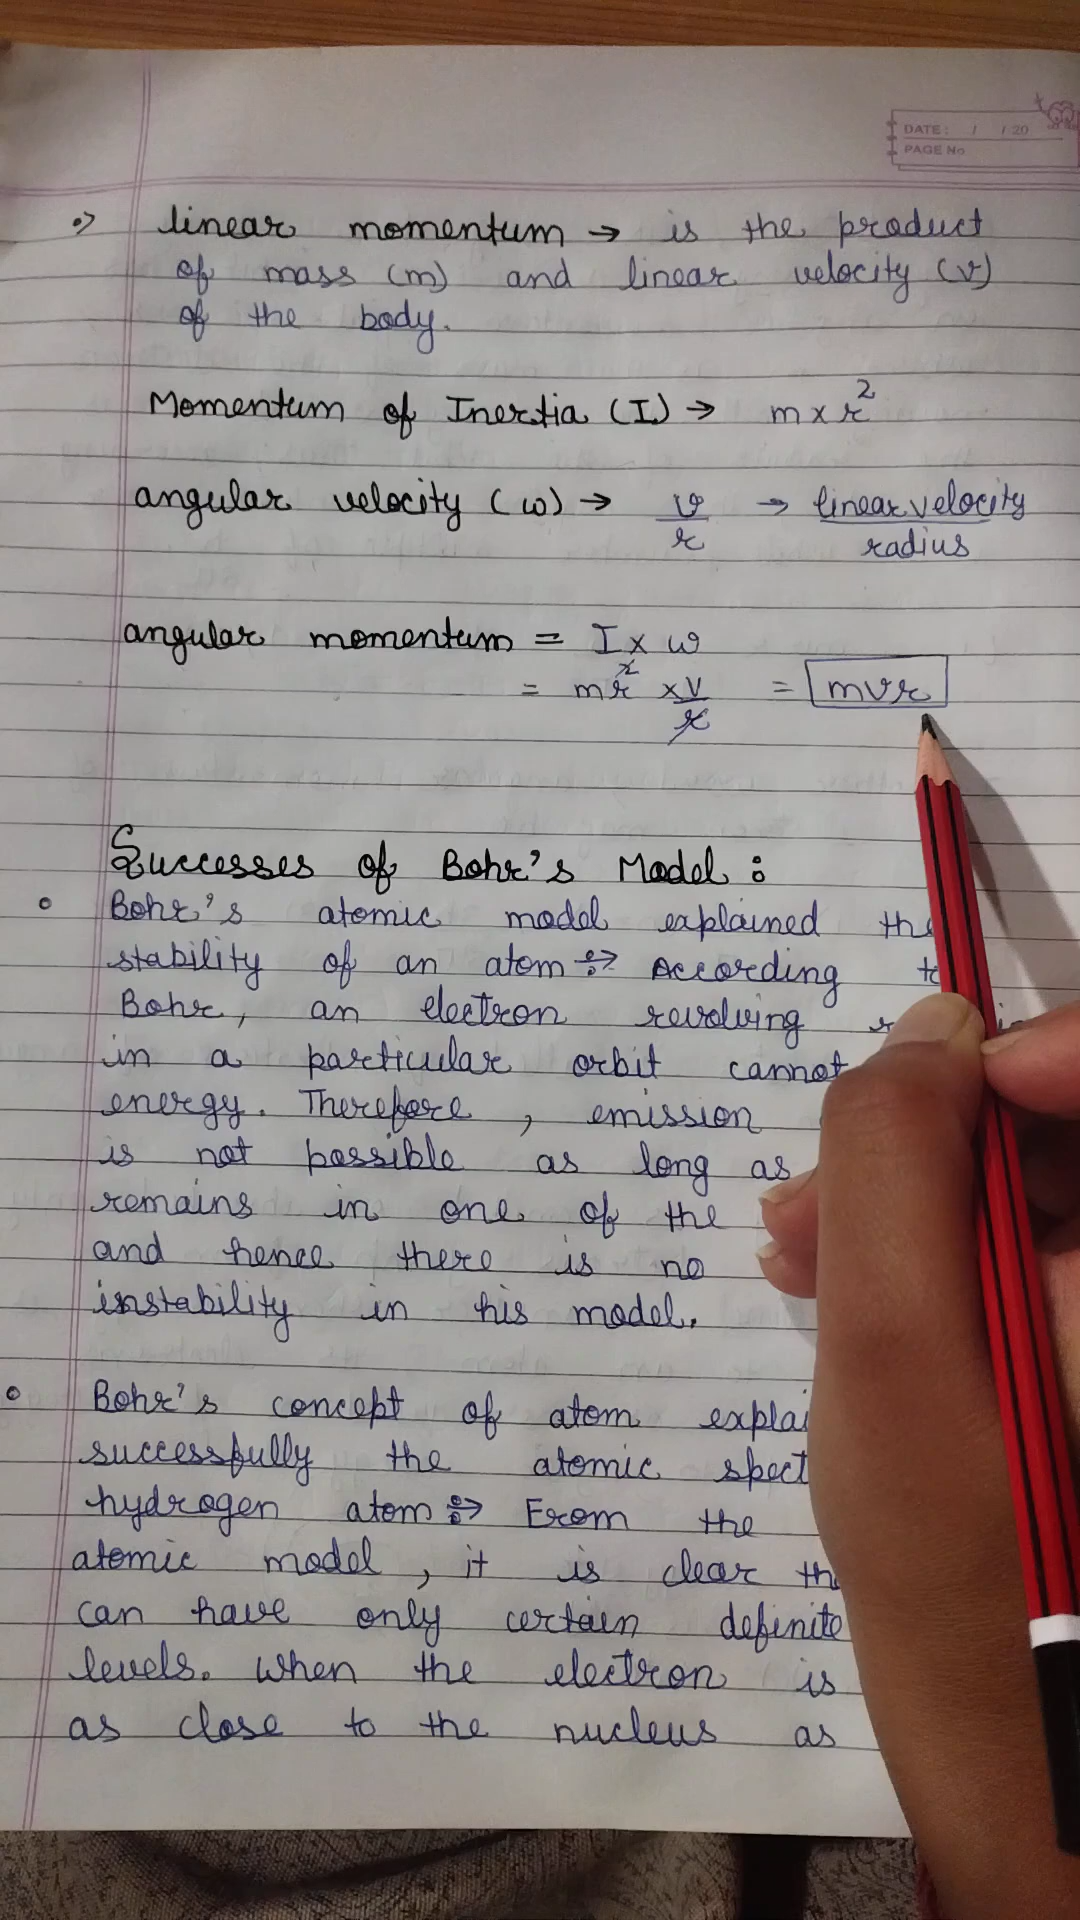 DATE: / / 20
PAGE No
linear momentum → is the product
of mass (m) and linear velocity (v)
of the body.
Momentum of Inertia (I) → m x r²
angular velocity (ω) → v/r → linear velocity/radius
angular momentum = I x ω
= mr² x v/r = mvr
Successes of Bohr's Model :
Bohr's atomic model explained the
stability of an atom ⇒ According to
Bohr, an electron revolving
in a particular orbit cannot
energy. Therefore, emission
is not possible as long as
remains in one of the
and hence there is no
instability in his model.
Bohr's concept of atom explai
successfully the atomic spect
hydrogen atom ⇒ From the
atomic model, it is clear th
can have only certain definite
levels. When the electron is
as close to the nucleus as